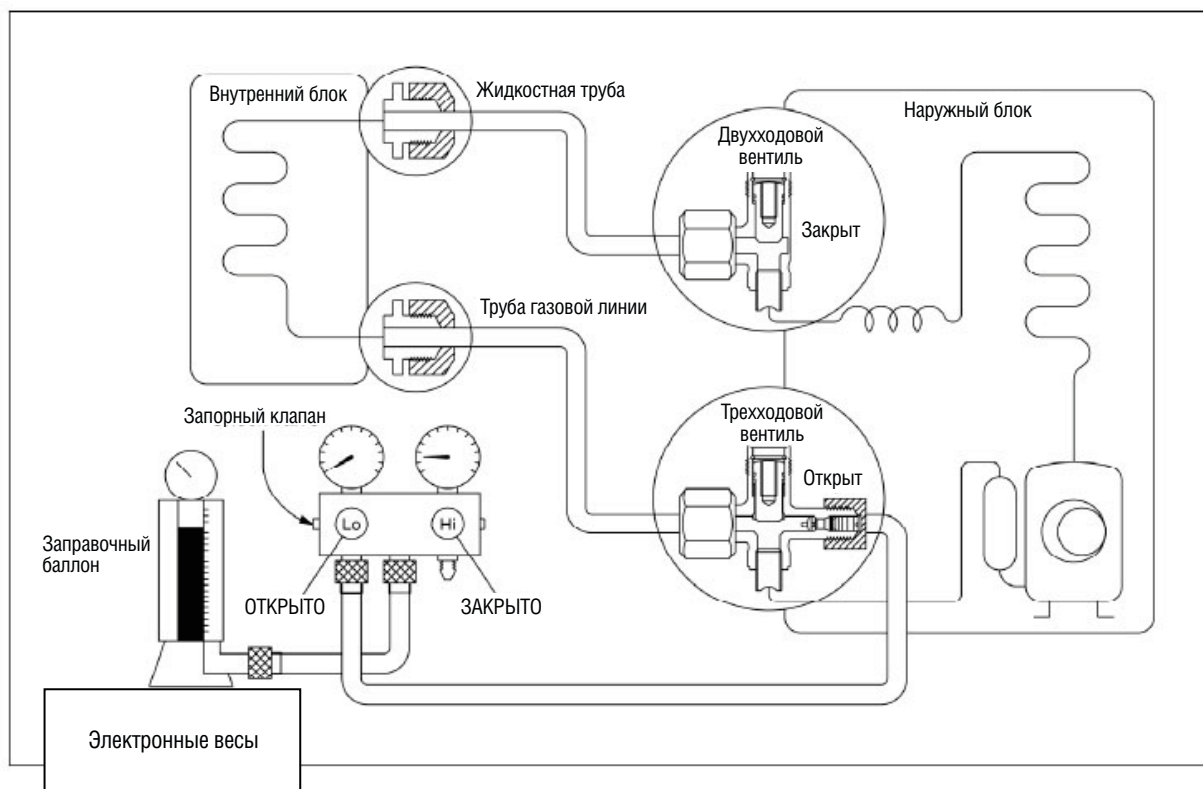 Внутренний блок
Жидкостная труба
Наружный блок
Двухходовой
вентиль
Закрыт
Труба газовой линии
Запорный клапан
Трехходовой
вентиль
Открыт
Lo
Hi
Заправочный
баллон
ОТКРЫТО
ЗАКРЫТО
Электронные весы